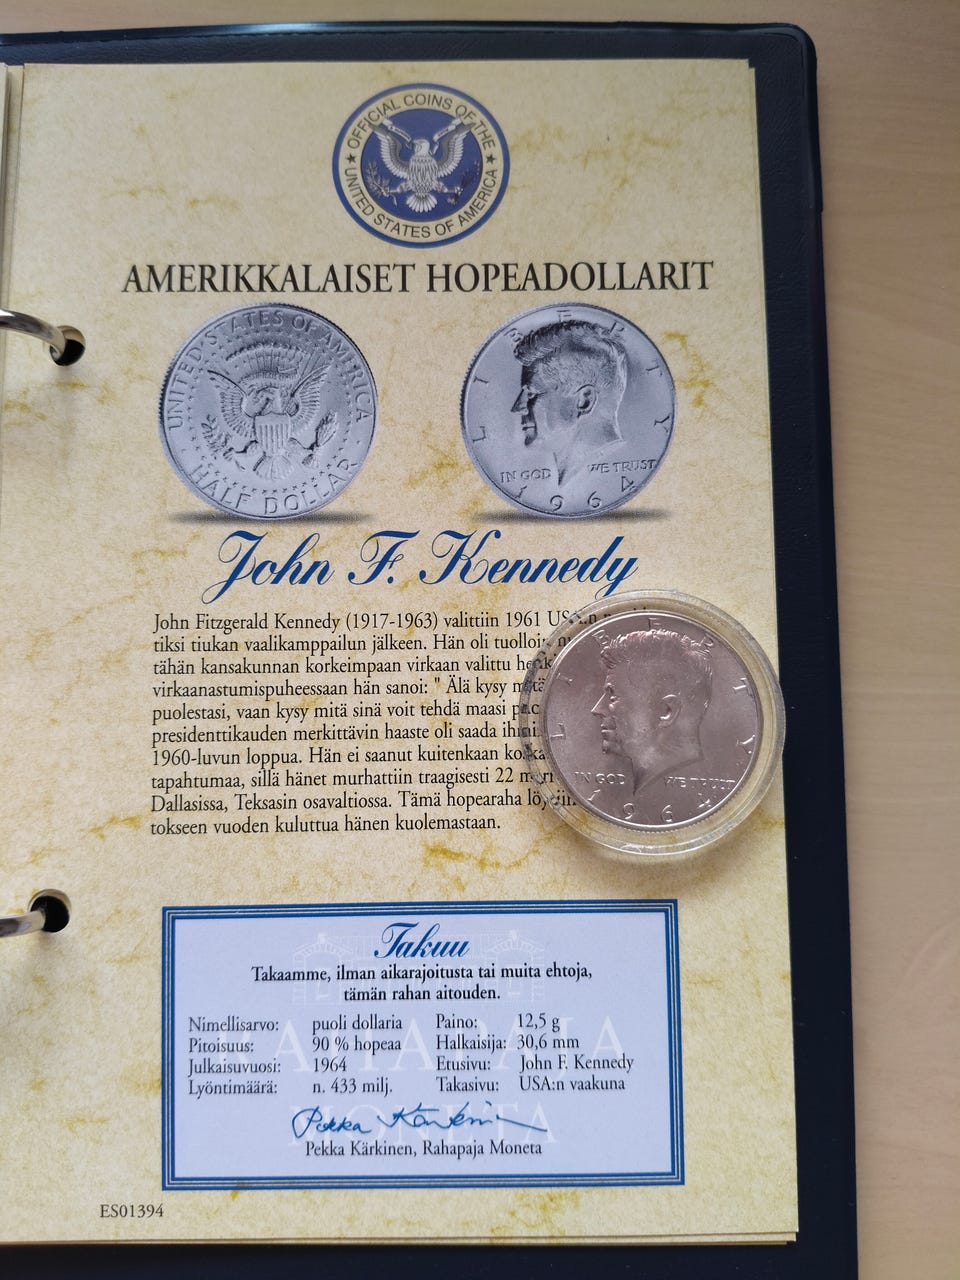 OFFICIAL COINS OF THE
UNITED STATES OF AMERICA
AMERIKKALAISET HOPEADOLLARIT
UNITED STATES OF AMERICA
HALF DOLLAR
LIBERTY
IN GOD WE TRUST
1964
John F. Kennedy
John Fitzgerald Kennedy (1917-1963) valittiin 1961
tiksi tiukan vaalikamppailun jälkeen. Hän oli tuolloin
tähän kansakunnan korkeimpaan virkaan valittu
virkaanastumispuheessaan hän sanoi: " Älä kysy mitä
puolestasi, vaan kysy mitä sinä voit tehdä maasi
presidenttikauden merkittävin haaste oli saada
1960-luvun loppua. Hän ei saanut kuitenkaan
tapahtumaa, sillä hänet murhattiin traagisesti 22
Dallasissa, Teksasin osavaltiossa. Tämä hopearaha
tokseen vuoden kuluttua hänen kuolemastaan.
LIBERTY
IN GOD WE TRUST
1964
Takuu
Takaamme, ilman aikarajoitusta tai muita ehtoja,
tämän rahan aitouden.
Nimellisarvo: puoli dollaria Paino: 12,5 g
Pitoisuus: 90 % hopeaa Halkaisija: 30,6 mm
Julkaisuvuosi: 1964 Etusivu: John F. Kennedy
Lyöntimäärä: n. 433 milj. Takasivu: USA:n vaakuna
RAHAPAJA
MONETA
Pekka Kärkinen
Pekka Kärkinen, Rahapaja Moneta
ES01394